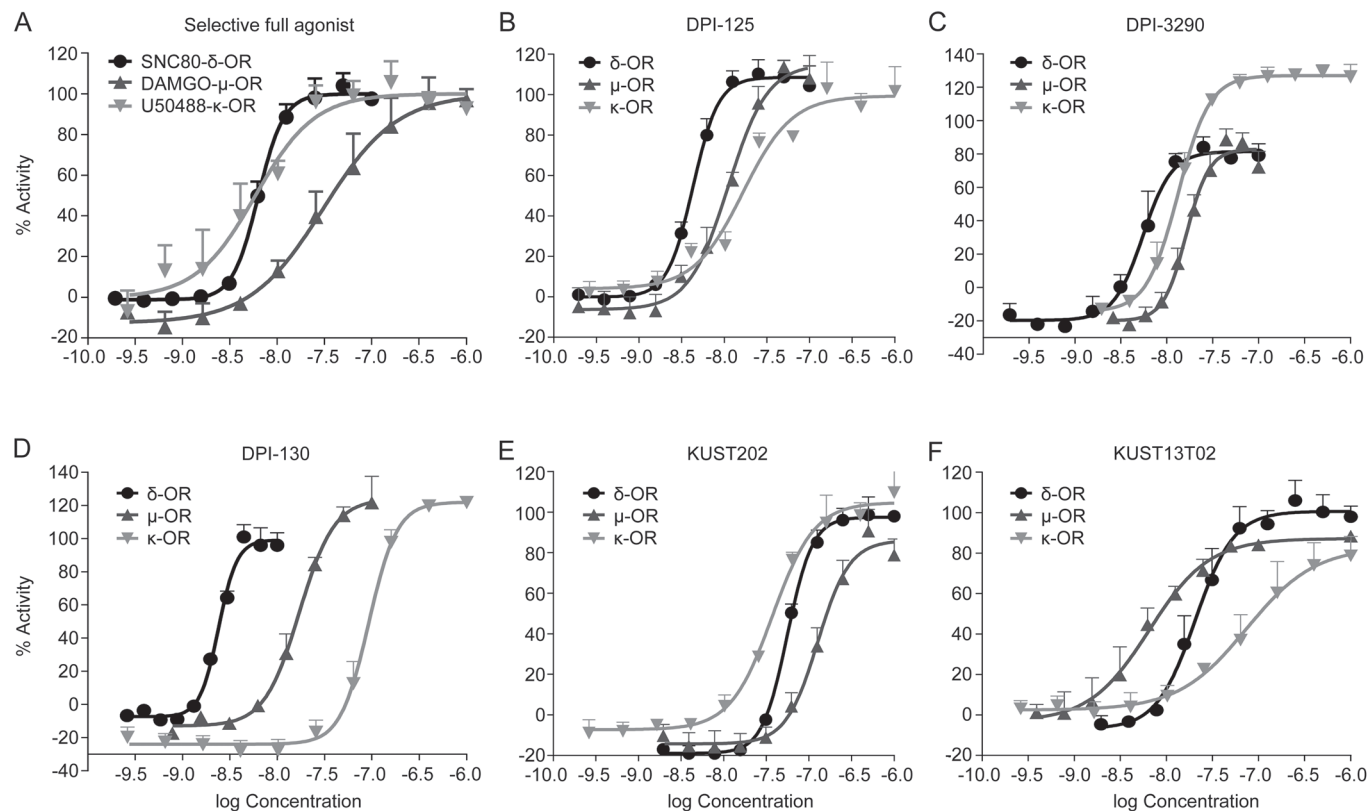 A
Selective full agonist
120
100
80
60
40
20
0
-20
% Activity
SNC80-δ-OR
DAMGO-μ-OR
U50488-κ-OR
-10.0 -9.5 -9.0 -8.5 -8.0 -7.5 -7.0 -6.5 -6.0
B
DPI-125
120
100
80
60
40
20
0
-20
δ-OR
μ-OR
κ-OR
-10.0 -9.5 -9.0 -8.5 -8.0 -7.5 -7.0 -6.5 -6.0
C
DPI-3290
140
120
100
80
60
40
20
0
-20
-40
δ-OR
μ-OR
κ-OR
-9.5 -9.0 -8.5 -8.0 -7.5 -7.0 -6.5 -6.0
D
DPI-130
140
120
100
80
60
40
20
0
-20
-40
% Activity
δ-OR
μ-OR
κ-OR
-9.5 -9.0 -8.5 -8.0 -7.5 -7.0 -6.5 -6.0
log Concentration
E
KUST202
120
100
80
60
40
20
0
-20
δ-OR
μ-OR
κ-OR
-10.0 -9.5 -9.0 -8.5 -8.0 -7.5 -7.0 -6.5 -6.0
log Concentration
F
KUST13T02
120
100
80
60
40
20
0
-20
δ-OR
μ-OR
κ-OR
-10.0 -9.5 -9.0 -8.5 -8.0 -7.5 -7.0 -6.5 -6.0
log Concentration